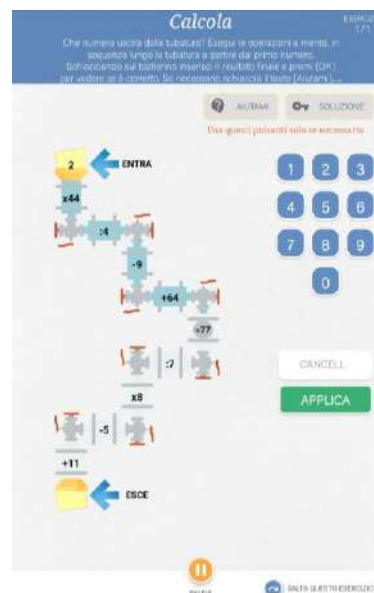 Calcola
ESERCIZI
1/1
Che numero uscirà dalla tubatura? Esegui le operazioni a mente, in
sequenza lungo la tubatura a partire dal primo numero.
Schiacciando sul tastierino inserisci il risultato finale e premi [OK]
per vedere se è corretto. Se necessario schiaccia il tasto [Aiutami]
AIUTAMI
SOLUZIONE
Usa questi pulsanti solo se necessario
2
ENTRA
x44
:4
-9
+64
+77
:7
x8
-5
+11
ESCE
1 2 3
4 5 6
7 8 9
0
CANCELL
APPLICA
PAUSA
SALTA QUESTO ESERCIZIO